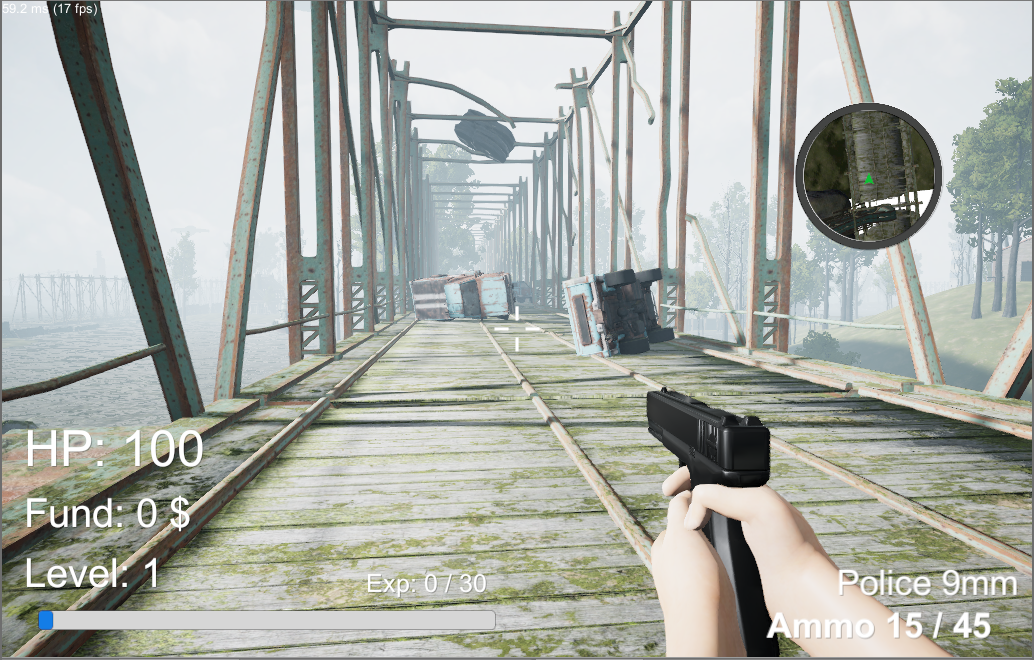 59.2 ms (17 fps)
HP: 100
Fund: 0 $
Level: 1
Exp: 0 / 30
Police 9mm
Ammo 15 / 45